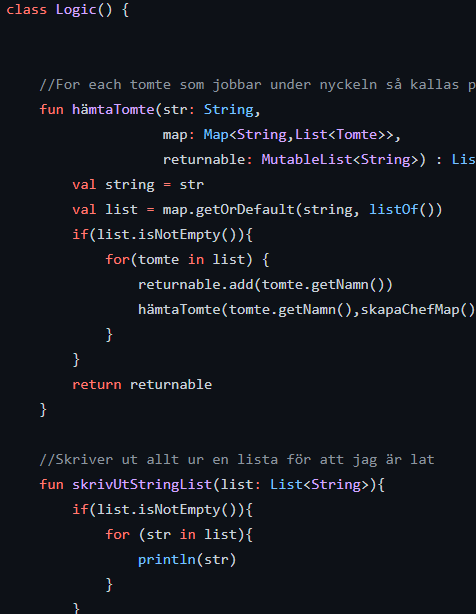 class Logic() {
//For each tomte som jobbar under nyckeln så kallas
fun hämtaTomte(str: String,
map: Map<String,List<Tomte>>,
returnable: MutableList<String>) : Lis
val string = str
val list = map.getOrDefault(string, listOf())
if(list.isNotEmpty()){
for(tomte in list) {
returnable.add(tomte.getNamn())
hämtaTomte(tomte.getNamn(),skapaChefMap()
}
}
return returnable
}
//Skriver ut allt ur en lista för att jag är lat
fun skrivUtStringList(list: List<String>){
if(list.isNotEmpty()){
for (str in list){
println(str)
}
}